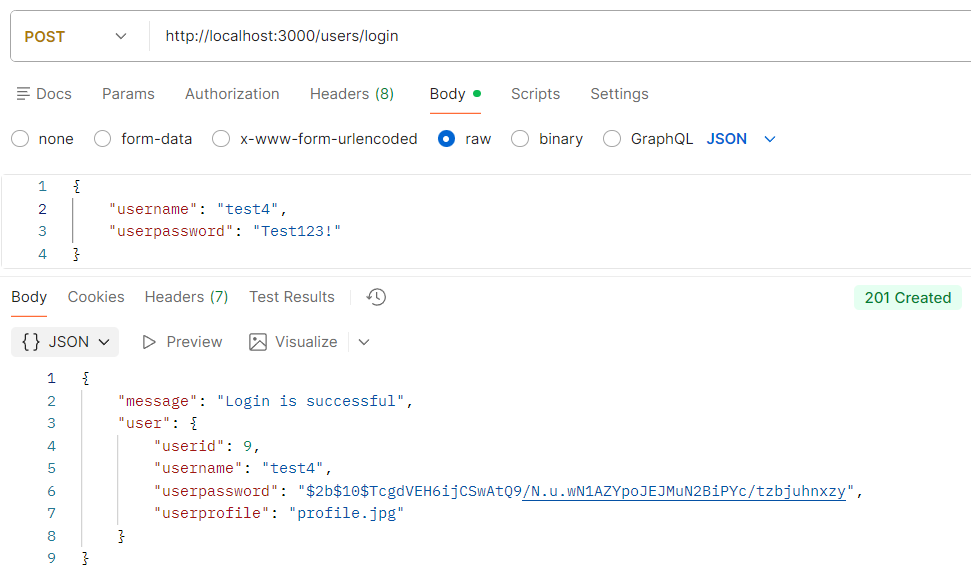 POST http://localhost:3000/users/login
Docs Params Authorization Headers (8) Body Scripts Settings
none form-data x-www-form-urlencoded raw binary GraphQL JSON
1 {
2 "username": "test4",
3 "userpassword": "Test123!"
4 }
Body Cookies Headers (7) Test Results 201 Created
{} JSON Preview Visualize
1 {
2 "message": "Login is successful",
3 "user": {
4 "userid": 9,
5 "username": "test4",
6 "userpassword": "$2b$10$TcgdVEH6ijCSwAtQ9/N.u.wN1AZYpoJEJMuN2BiPYc/tzbjuhnxzy",
7 "userprofile": "profile.jpg"
8 }
9 }